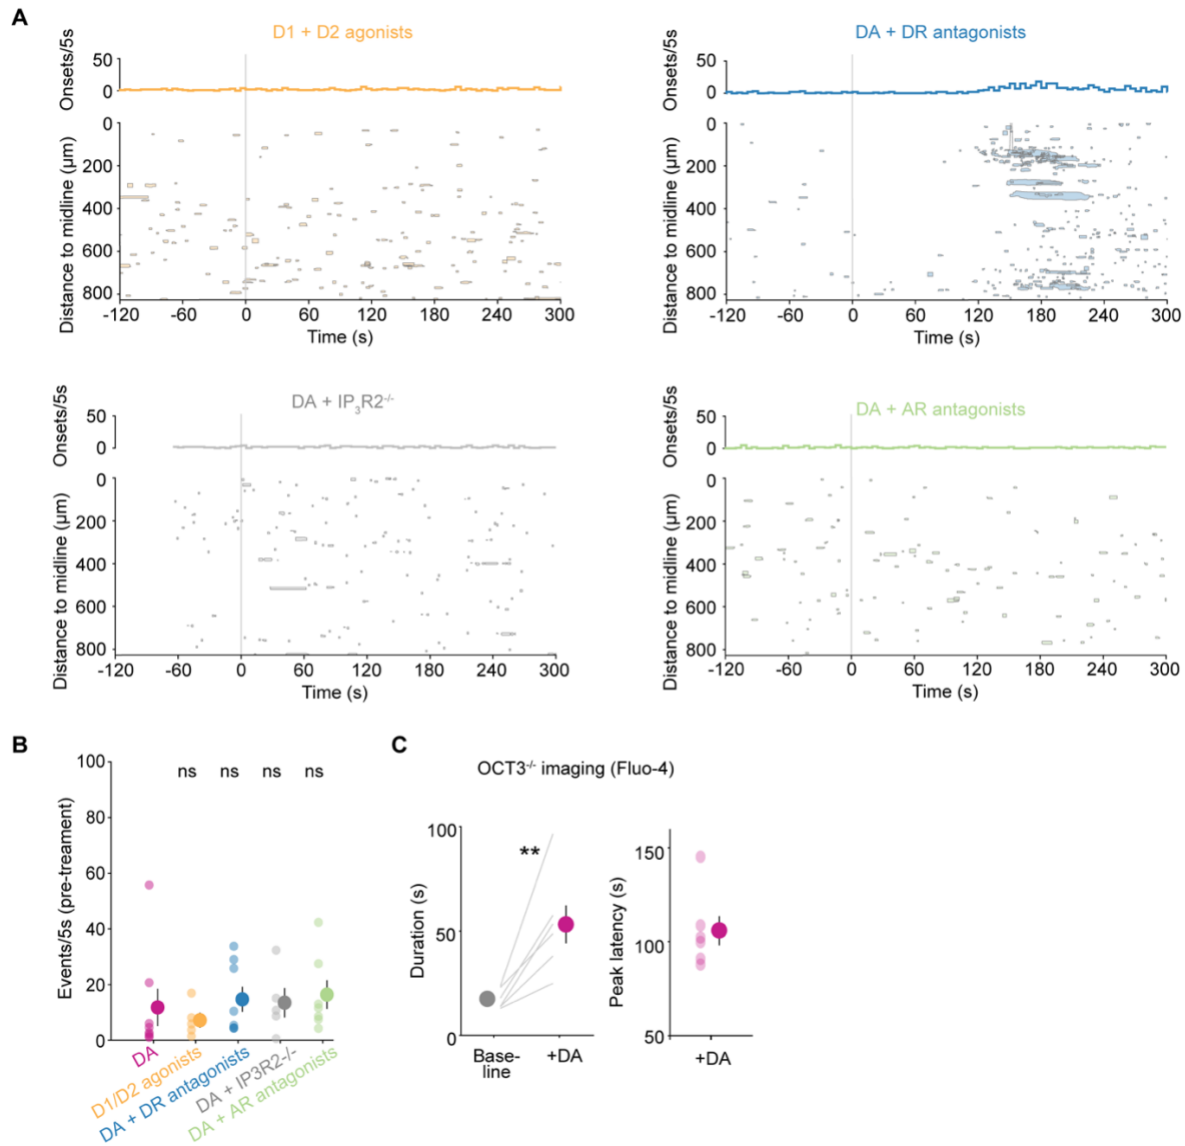 A
D1 + D2 agonists
Onsets/5s
50
0
Distance to midline (µm)
0
200
400
600
800
-120 -60 0 60 120 180 240 300
Time (s)
DA + DR antagonists
Onsets/5s
50
0
Distance to midline (µm)
0
200
400
600
800
-120 -60 0 60 120 180 240 300
Time (s)
DA + IP3R2-/-
Onsets/5s
50
0
Distance to midline (µm)
0
200
400
600
800
-120 -60 0 60 120 180 240 300
Time (s)
DA + AR antagonists
Onsets/5s
50
0
Distance to midline (µm)
0
200
400
600
800
-120 -60 0 60 120 180 240 300
Time (s)
B
Events/5s (pre-treament)
100
80
60
40
20
0
ns ns ns ns
DA
D1/D2 agonists
DA + DR antagonists
DA + IP3R2-/-
DA + AR antagonists
C
OCT3-/- imaging (Fluo-4)
Duration (s)
100
50
0
**
Base-
line
+DA
Peak latency (s)
150
100
50
+DA